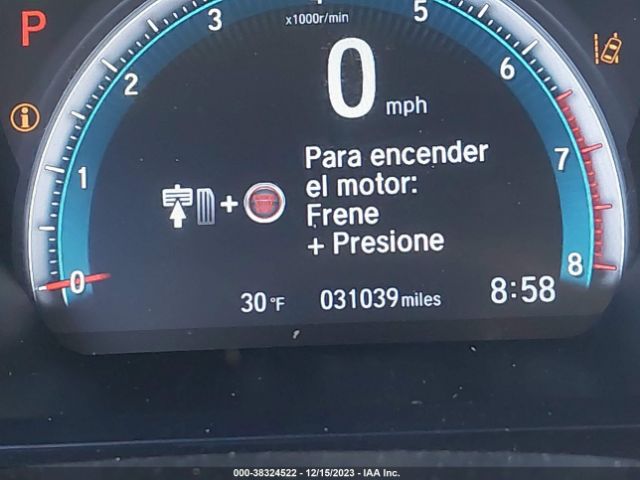 P
x1000r/min
0 1 2 3 4 5 6 7 8
0 mph
Para encender
el motor:
Frene
+ Presione
+
30°F 031039 miles 8:58
000-38324522 - 12/15/2023 - IAA Inc.